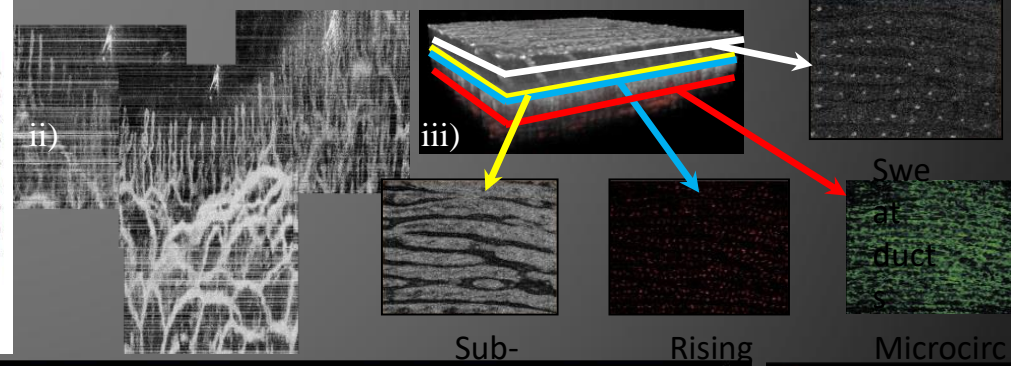 ii)
iii)
Swe
at
duct
s
Sub-
Rising
Microcirc